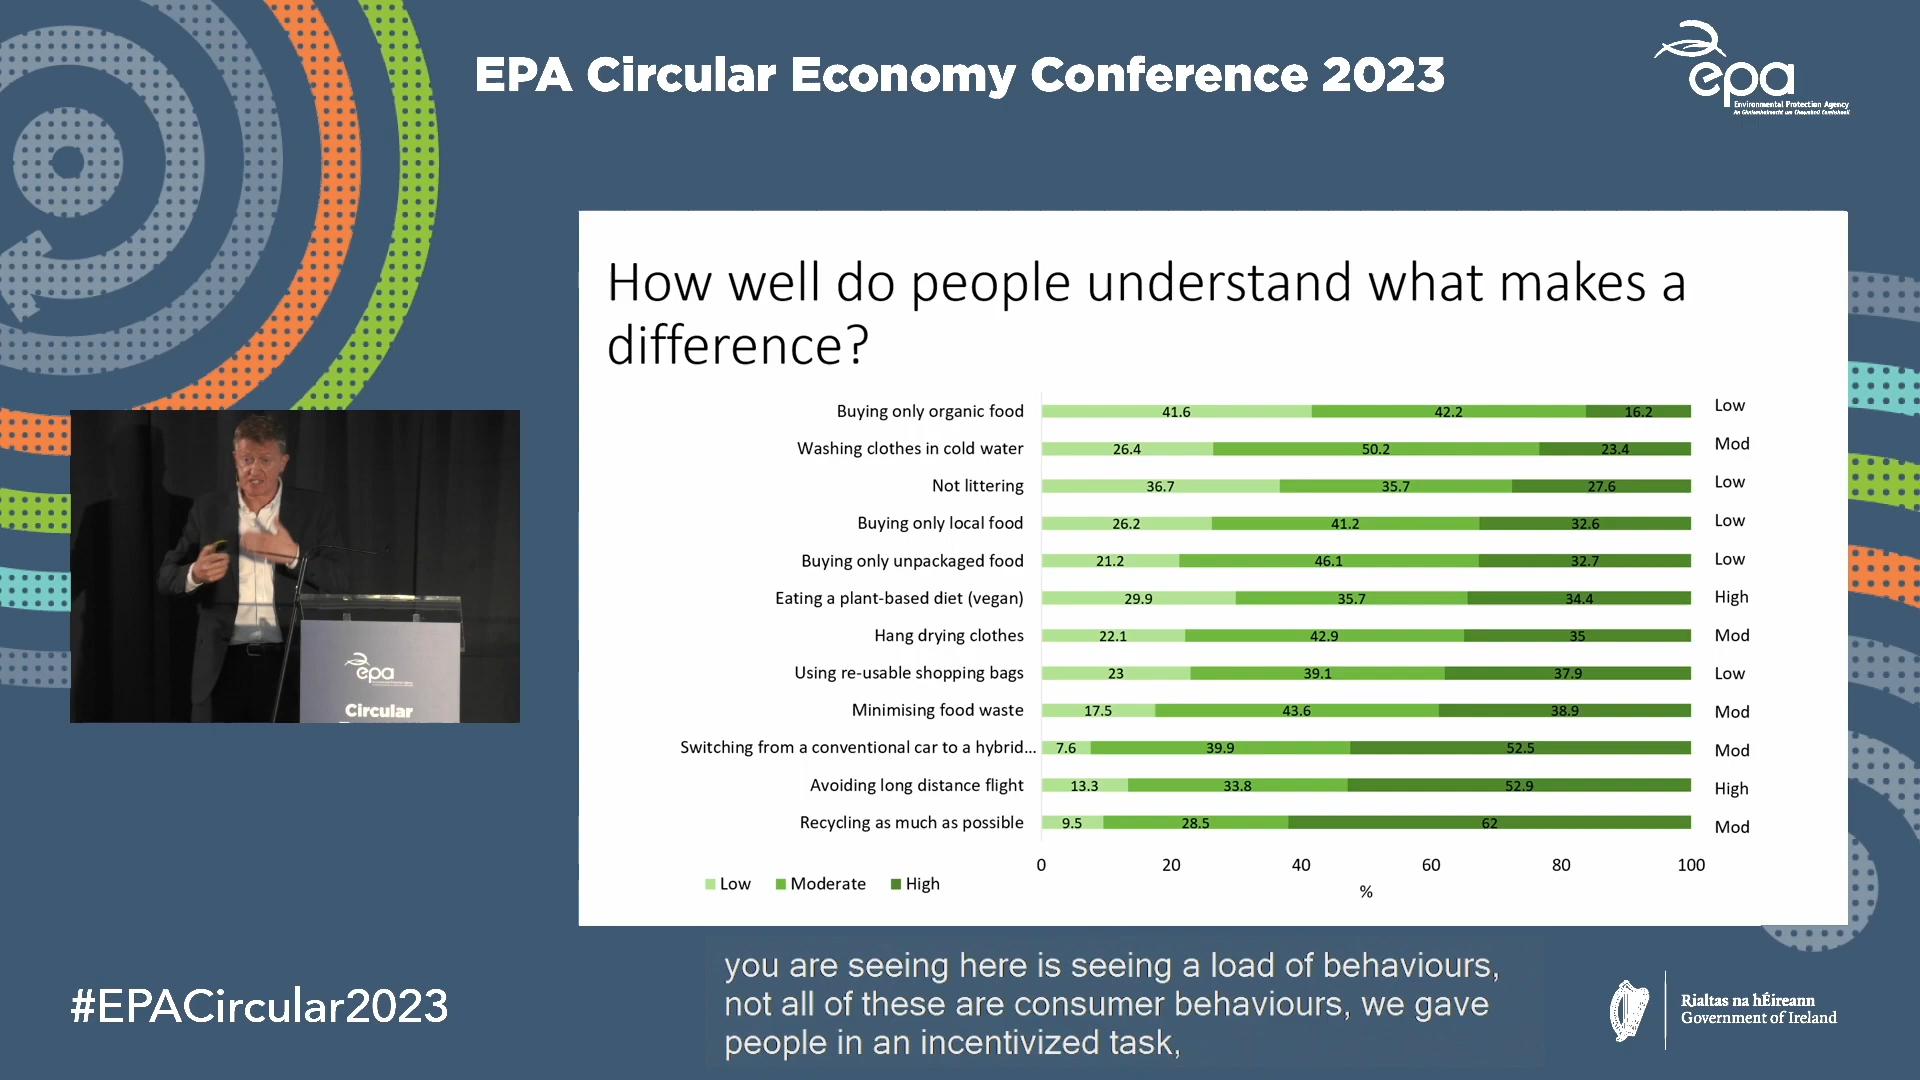 EPA Circular Economy Conference 2023
epa
Environmental Protection Agency
An Ghníomhaireacht um Chaomhnú Comhshaoil
How well do people understand what makes a
difference?
Buying only organic food 41.6 42.2 16.2 Low
Washing clothes in cold water 26.4 50.2 23.4 Mod
Not littering 36.7 35.7 27.6 Low
Buying only local food 26.2 41.2 32.6 Low
Buying only unpackaged food 21.2 46.1 32.7 Low
Eating a plant-based diet (vegan) 29.9 35.7 34.4 High
Hang drying clothes 22.1 42.9 35 Mod
Using re-usable shopping bags 23 39.1 37.9 Low
Minimising food waste 17.5 43.6 38.9 Mod
Switching from a conventional car to a hybrid... 7.6 39.9 52.5 Mod
Avoiding long distance flight 13.3 33.8 52.9 High
Recycling as much as possible 9.5 28.5 62 Mod
0 20 40 60 80 100
Low Moderate High
%
epa
Circular
you are seeing here is seeing a load of behaviours,
not all of these are consumer behaviours, we gave
people in an incentivized task,
#EPACircular2023
Rialtas na hÉireann
Government of Ireland